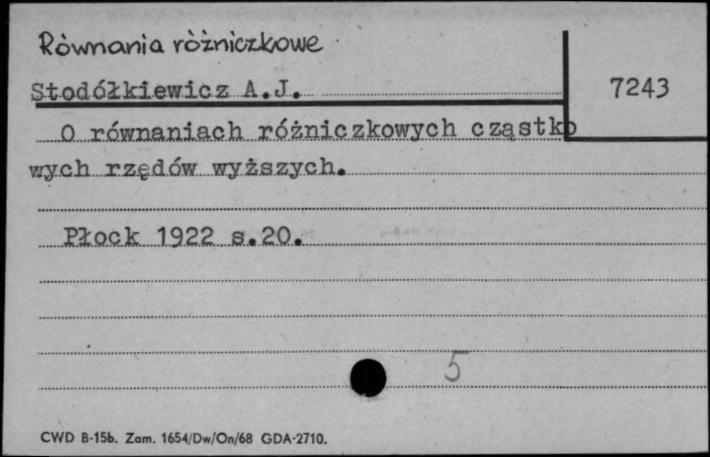 Równania różniczkowe
Stodółkiewicz A.J.
7243
O równaniach różniczkowych cząstko
wych rzędów wyższych.
Płock 1922 s.20.
5
CWD B-15b. Zam. 1654/Dw/On/68 GDA-2710.